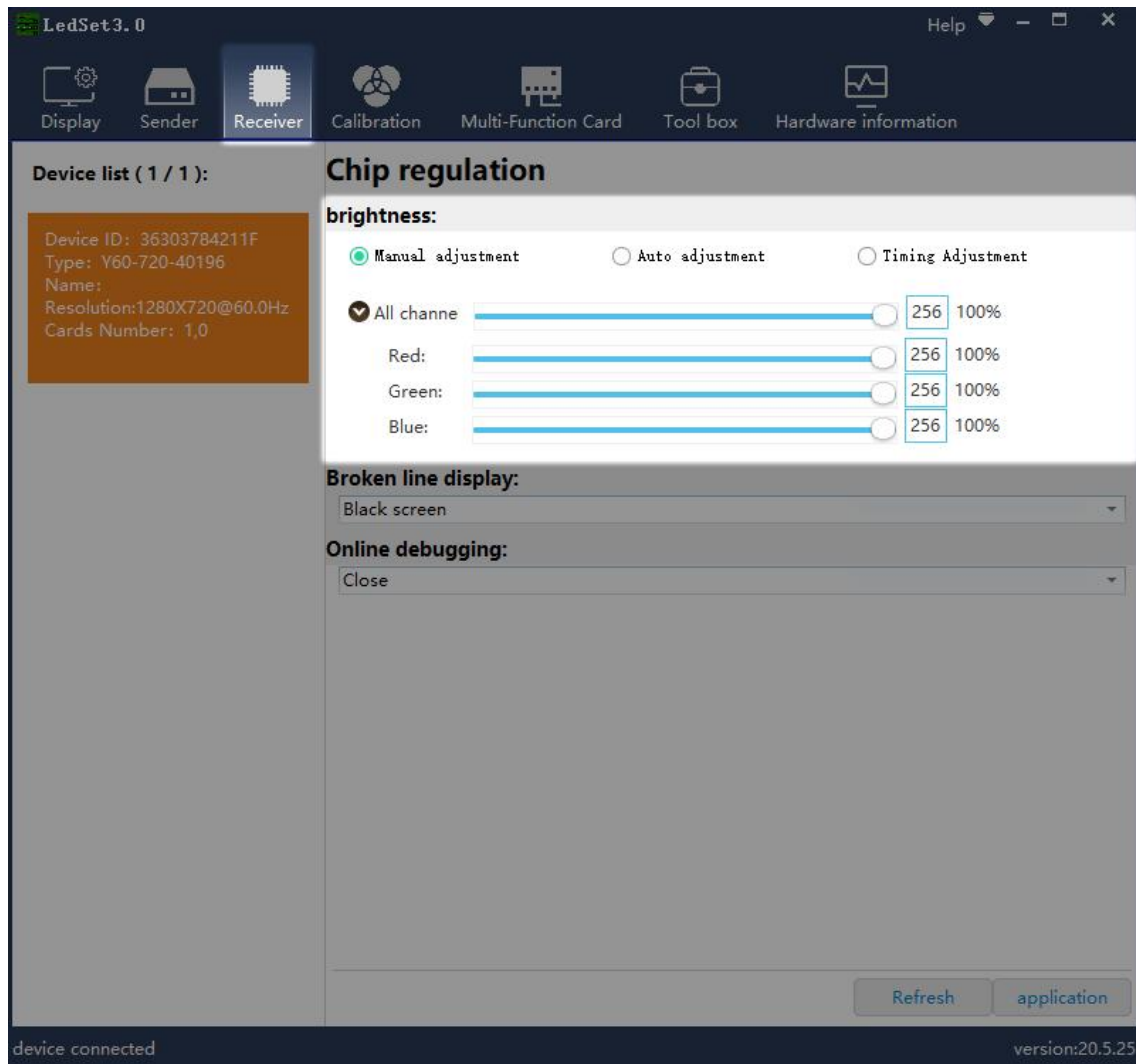 LedSet3.0
Help
Display Sender Receiver Calibration Multi-Function Card Tool box Hardware information
Device list ( 1 / 1 ):
Device ID: 36303784211F
Type: Y60-720-40196
Name:
Resolution:1280X720@60.0Hz
Cards Number: 1,0
Chip regulation
brightness:
Manual adjustment Auto adjustment Timing Adjustment
All channe 256 100%
Red: 256 100%
Green: 256 100%
Blue: 256 100%
Broken line display:
Black screen
Online debugging:
Close
Refresh application
device connected version:20.5.25